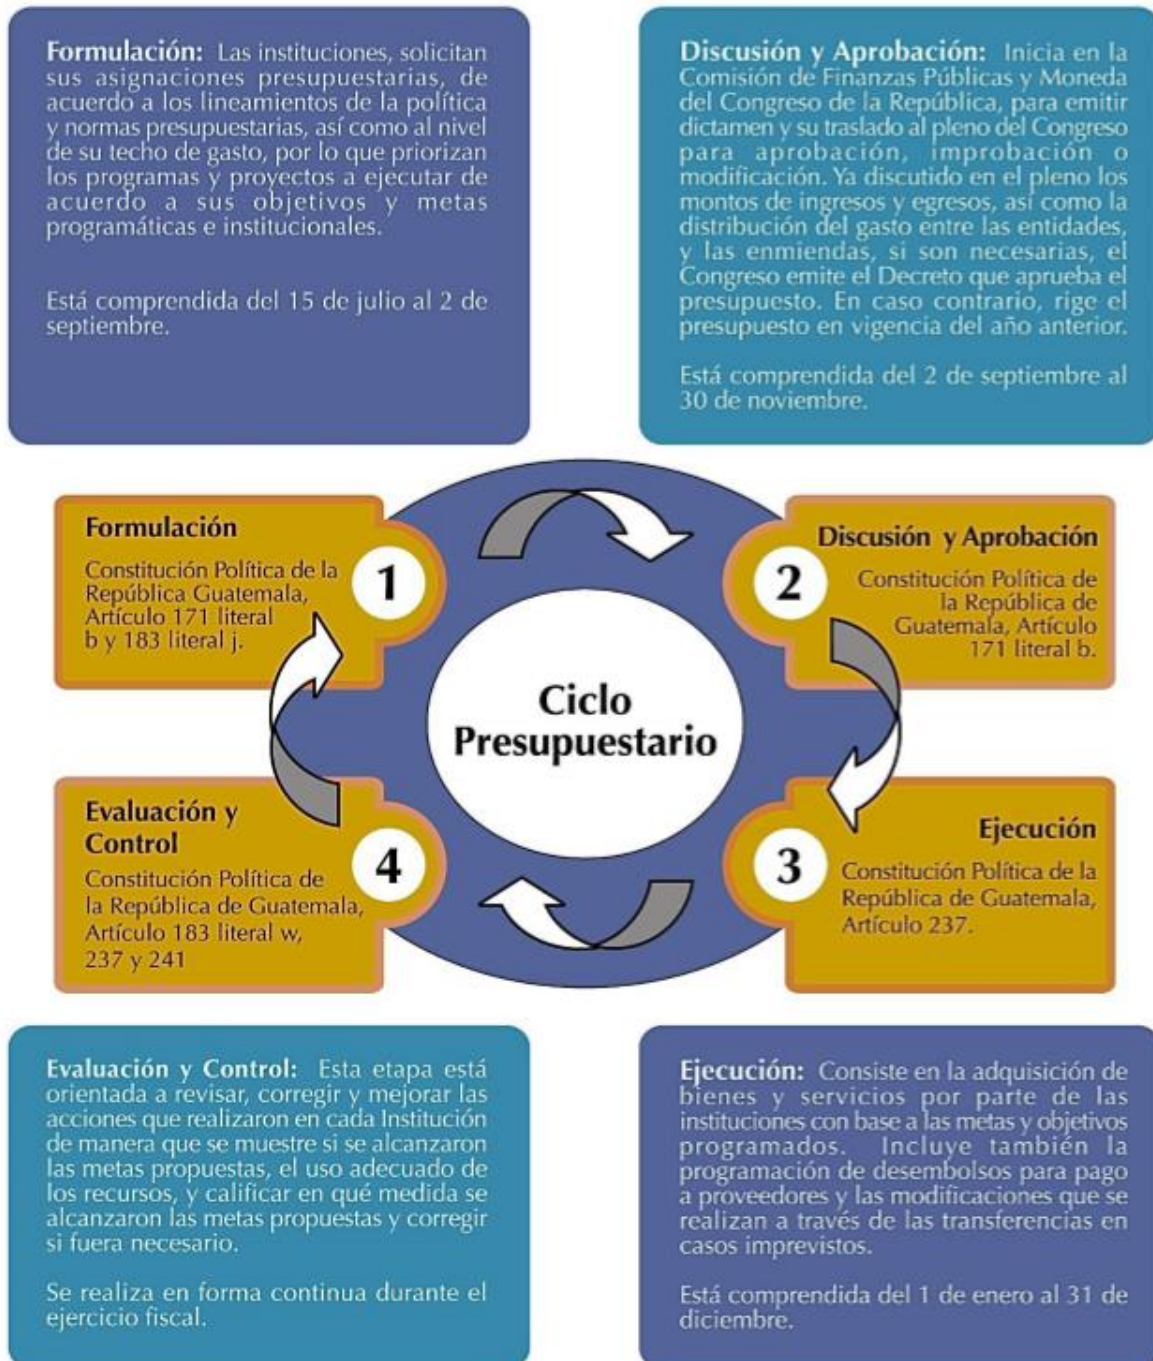 Formulación: Las instituciones, solicitan
sus asignaciones presupuestarias, de
acuerdo a los lineamientos de la política
y normas presupuestarias, así como al nivel
de su techo de gasto, por lo que priorizan
los programas y proyectos a ejecutar de
acuerdo a sus objetivos y metas
programáticas e institucionales.
Está comprendida del 15 de julio al 2 de
septiembre.
Discusión y Aprobación: Inicia en la
Comisión de Finanzas Públicas y Moneda
del Congreso de la República, para emitir
dictamen y su traslado al pleno del Congreso
para aprobación, improbación o
modificación. Ya discutido en el pleno los
montos de ingresos y egresos, así como la
distribución del gasto entre las entidades,
y las enmiendas, si son necesarias, el
Congreso emite el Decreto que aprueba el
presupuesto. En caso contrario, rige el
presupuesto en vigencia del año anterior.
Está comprendida del 2 de septiembre al
30 de noviembre.
Formulación
Constitución Política de la
República Guatemala,
Artículo 171 literal
b y 183 literal j.
1
2
Discusión y Aprobación
Constitución Política de
la República de
Guatemala, Artículo
171 literal b.
Ciclo
Presupuestario
Evaluación y
Control
Constitución Política de
la República de Guatemala,
Artículo 183 literal w,
237 y 241
4
3
Ejecución
Constitución Política de la
República de Guatemala,
Artículo 237.
Evaluación y Control: Esta etapa está
orientada a revisar, corregir y mejorar las
acciones que realizaron en cada Institución
de manera que se muestre si se alcanzaron
las metas propuestas, el uso adecuado de
los recursos, y calificar en qué medida se
alcanzaron las metas propuestas y corregir
si fuera necesario.
Se realiza en forma continua durante el
ejercicio fiscal.
Ejecución: Consiste en la adquisición de
bienes y servicios por parte de las
instituciones con base a las metas y objetivos
programados. Incluye también la
programación de desembolsos para pago
a proveedores y las modificaciones que se
realizan a través de las transferencias en
casos imprevistos.
Está comprendida del 1 de enero al 31 de
diciembre.